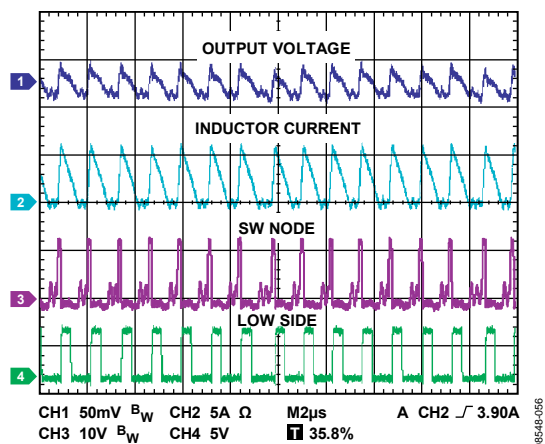 OUTPUT VOLTAGE
1
INDUCTOR CURRENT
2
SW NODE
3
LOW SIDE
4
CH1 50mV BW CH2 5A Ω M2µs A CH2 3.90A
CH3 10V BW CH4 5V T 35.8%
8548-056